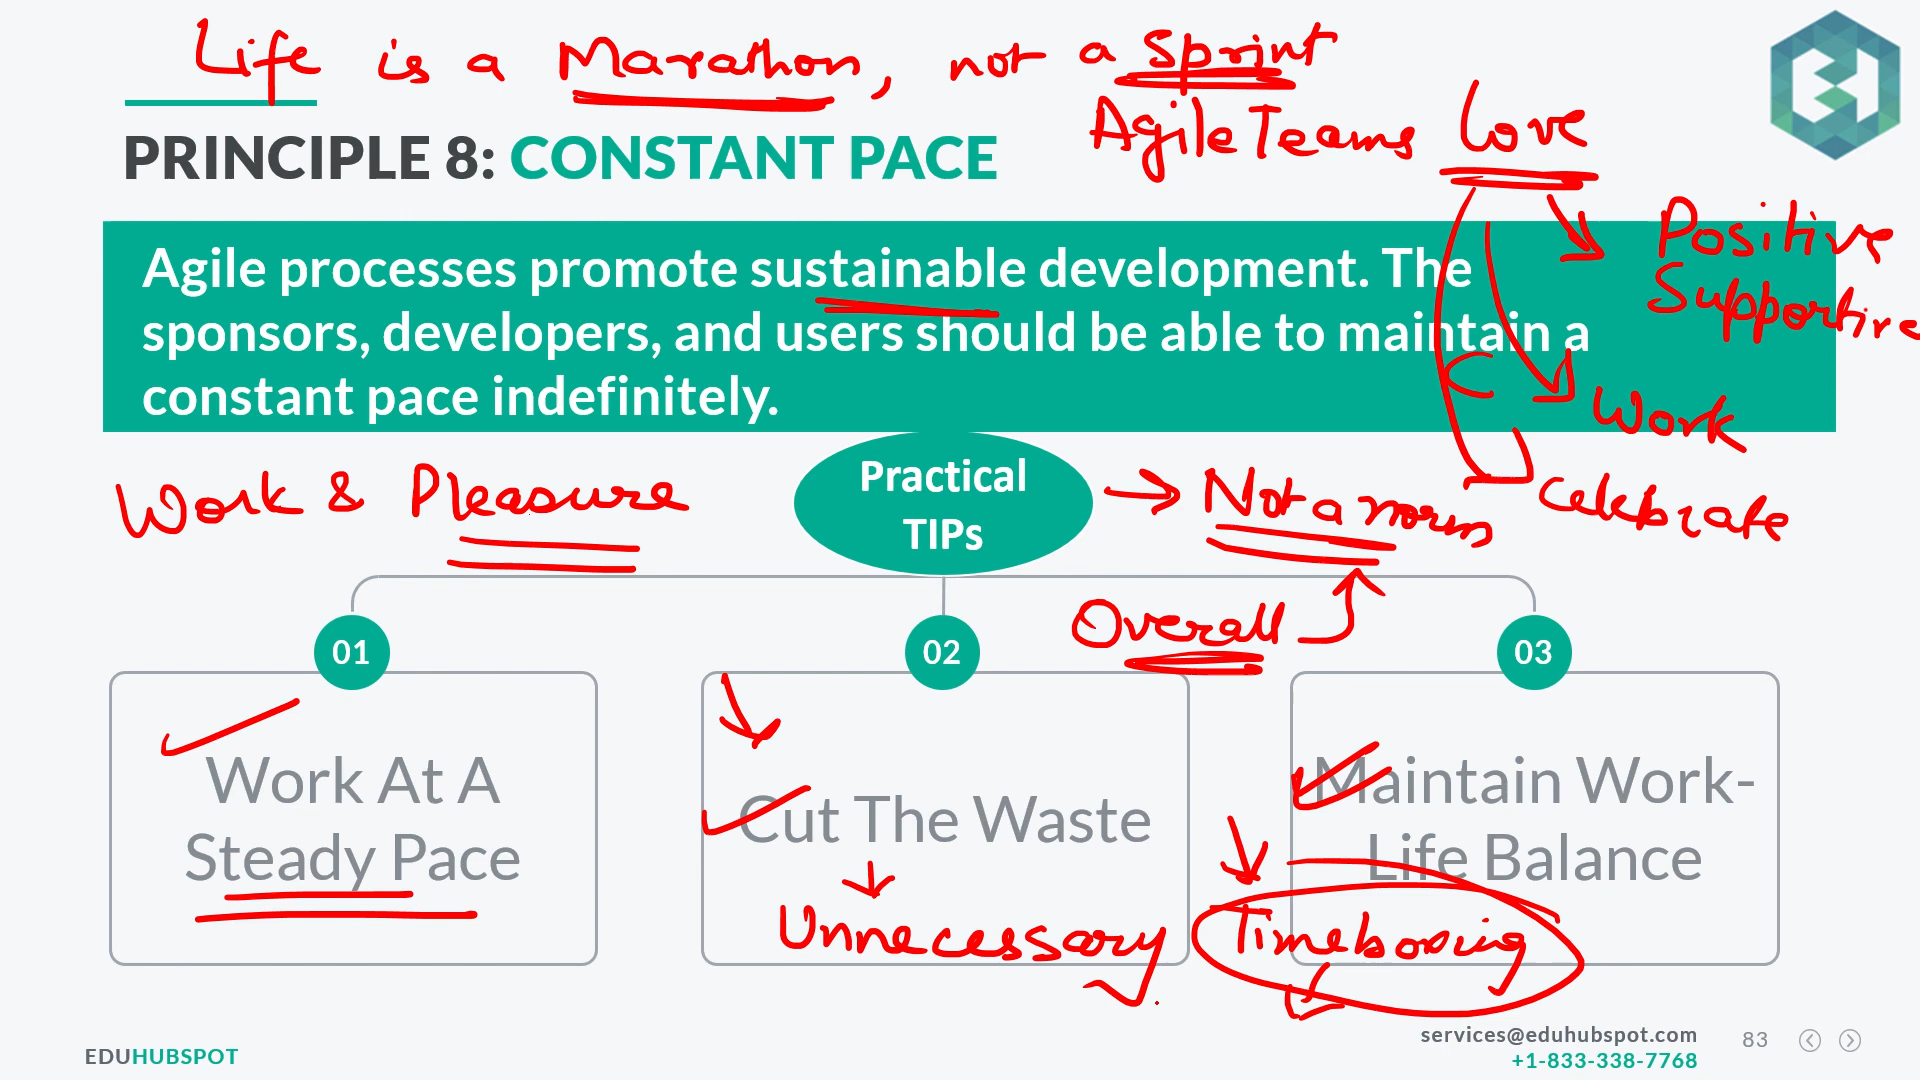 Life is a Marathon, not a Sprint
Agile Teams Love
PRINCIPLE 8: CONSTANT PACE
Positive
Supportive
Agile processes promote sustainable development. The
sponsors, developers, and users should be able to maintain a
constant pace indefinitely.
Work
Work & Pleasure
Practical
TIPs
Not a norm
Celebrate
Overall
01
02
03
Work At A
Steady Pace
Cut The Waste
Unnecessary
Maintain Work-
Life Balance
Timeboxing
EDUHUBSPOT
services@eduhubspot.com
+1-833-338-7768
83